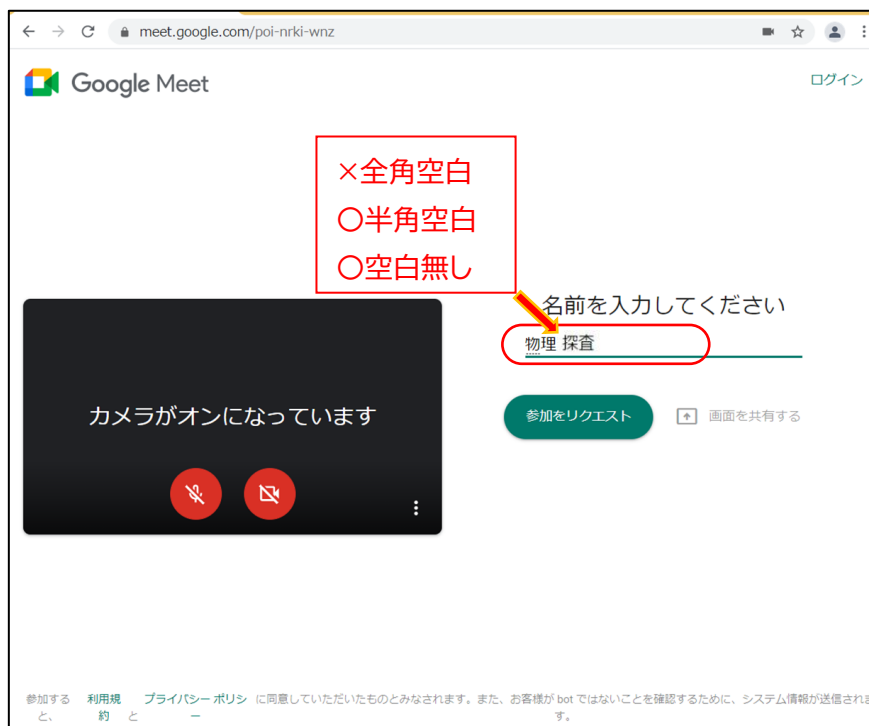 meet.google.com/poi-nrki-wnz
Google Meet
ログイン
×全角空白
〇半角空白
〇空白無し
名前を入力してください
物理 探査
カメラがオンになっています
参加をリクエスト
画面を共有する
参加する 利用規 プライバシー ポリシ に同意していただいたものとみなされます。また、お客様が bot ではないことを確認するために、システム情報が送信されま
と、 約 と ー す。